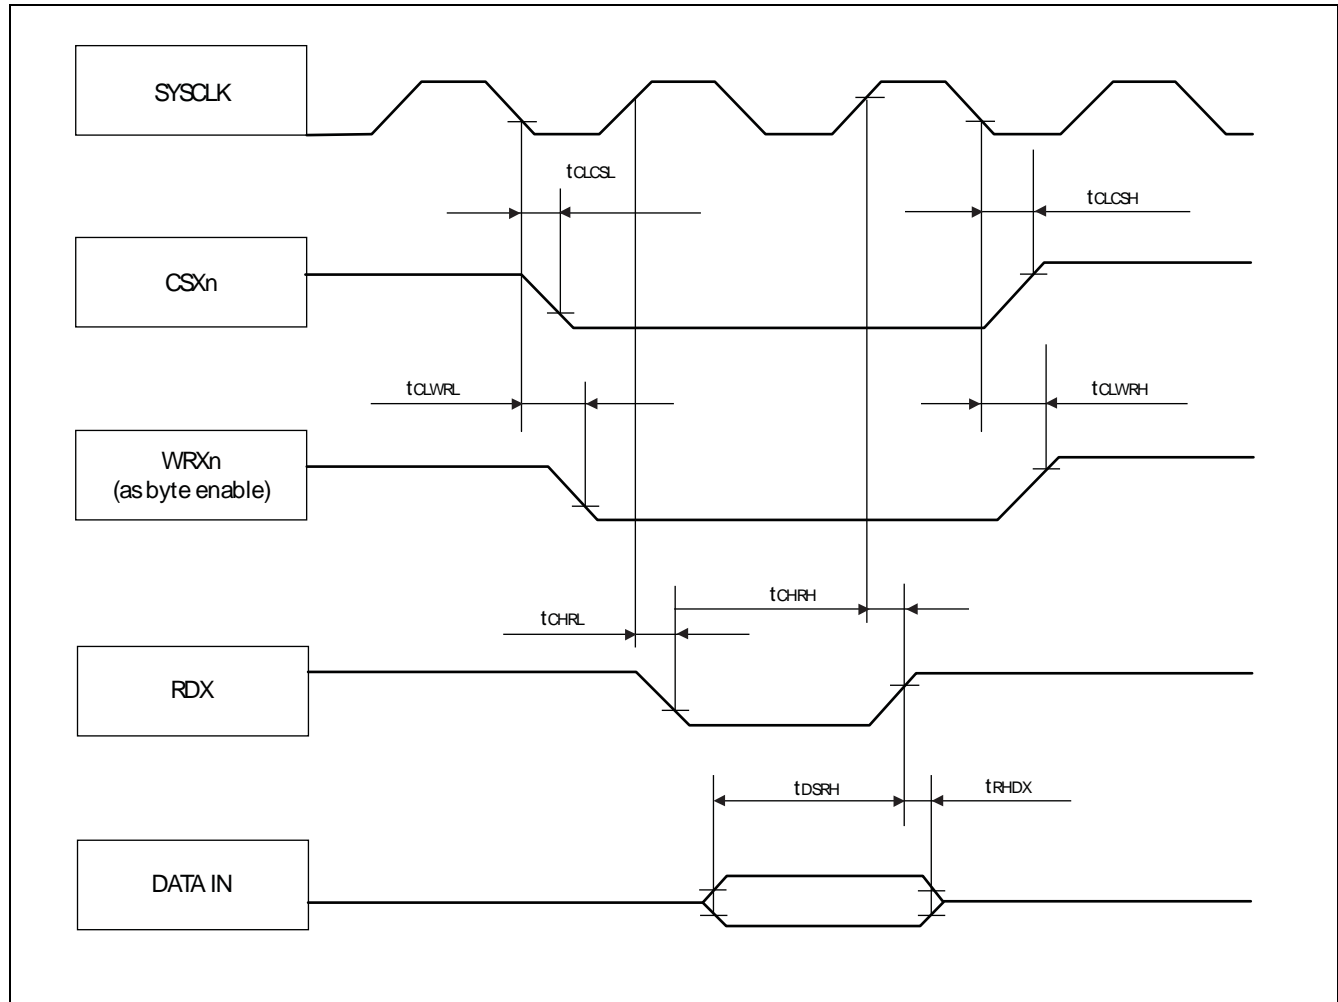 SYSCLK
tCLCSL
tCLCSH
CSXn
tCLWRL
tCLWRH
WRXn
(as byte enable)
tCHRH
tCHRL
RDX
tDSRH
tRHDX
DATA IN